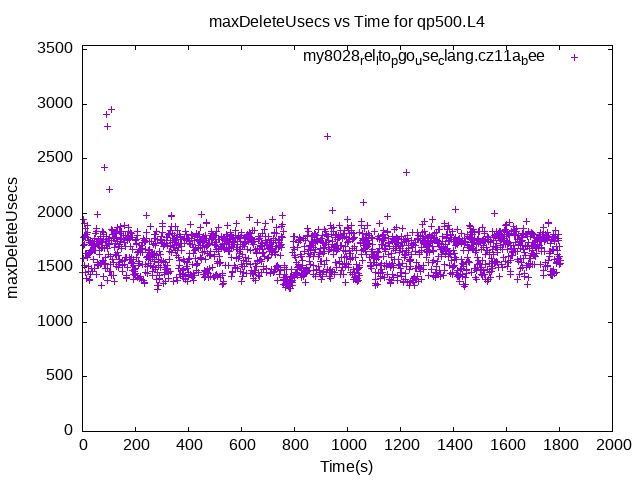 maxDeleteUsecs vs Time for qp500.L4
my8028relltopgouseclang.cz11abee
3500
3000
2500
2000
1500
1000
500
0
maxDeleteUsecs
0 200 400 600 800 1000 1200 1400 1600 1800 2000
Time(s)